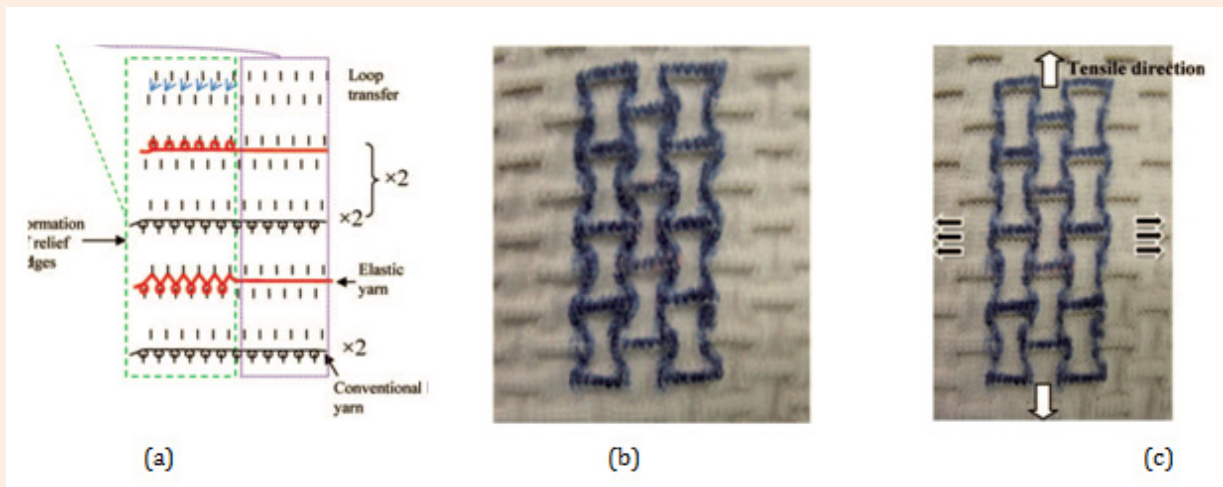 Loop
transfer
×2
×2
ormation
relief
dges
Elastic
yarn
×2
Conventional
yarn
Tensile direction
(a)
(b)
(c)